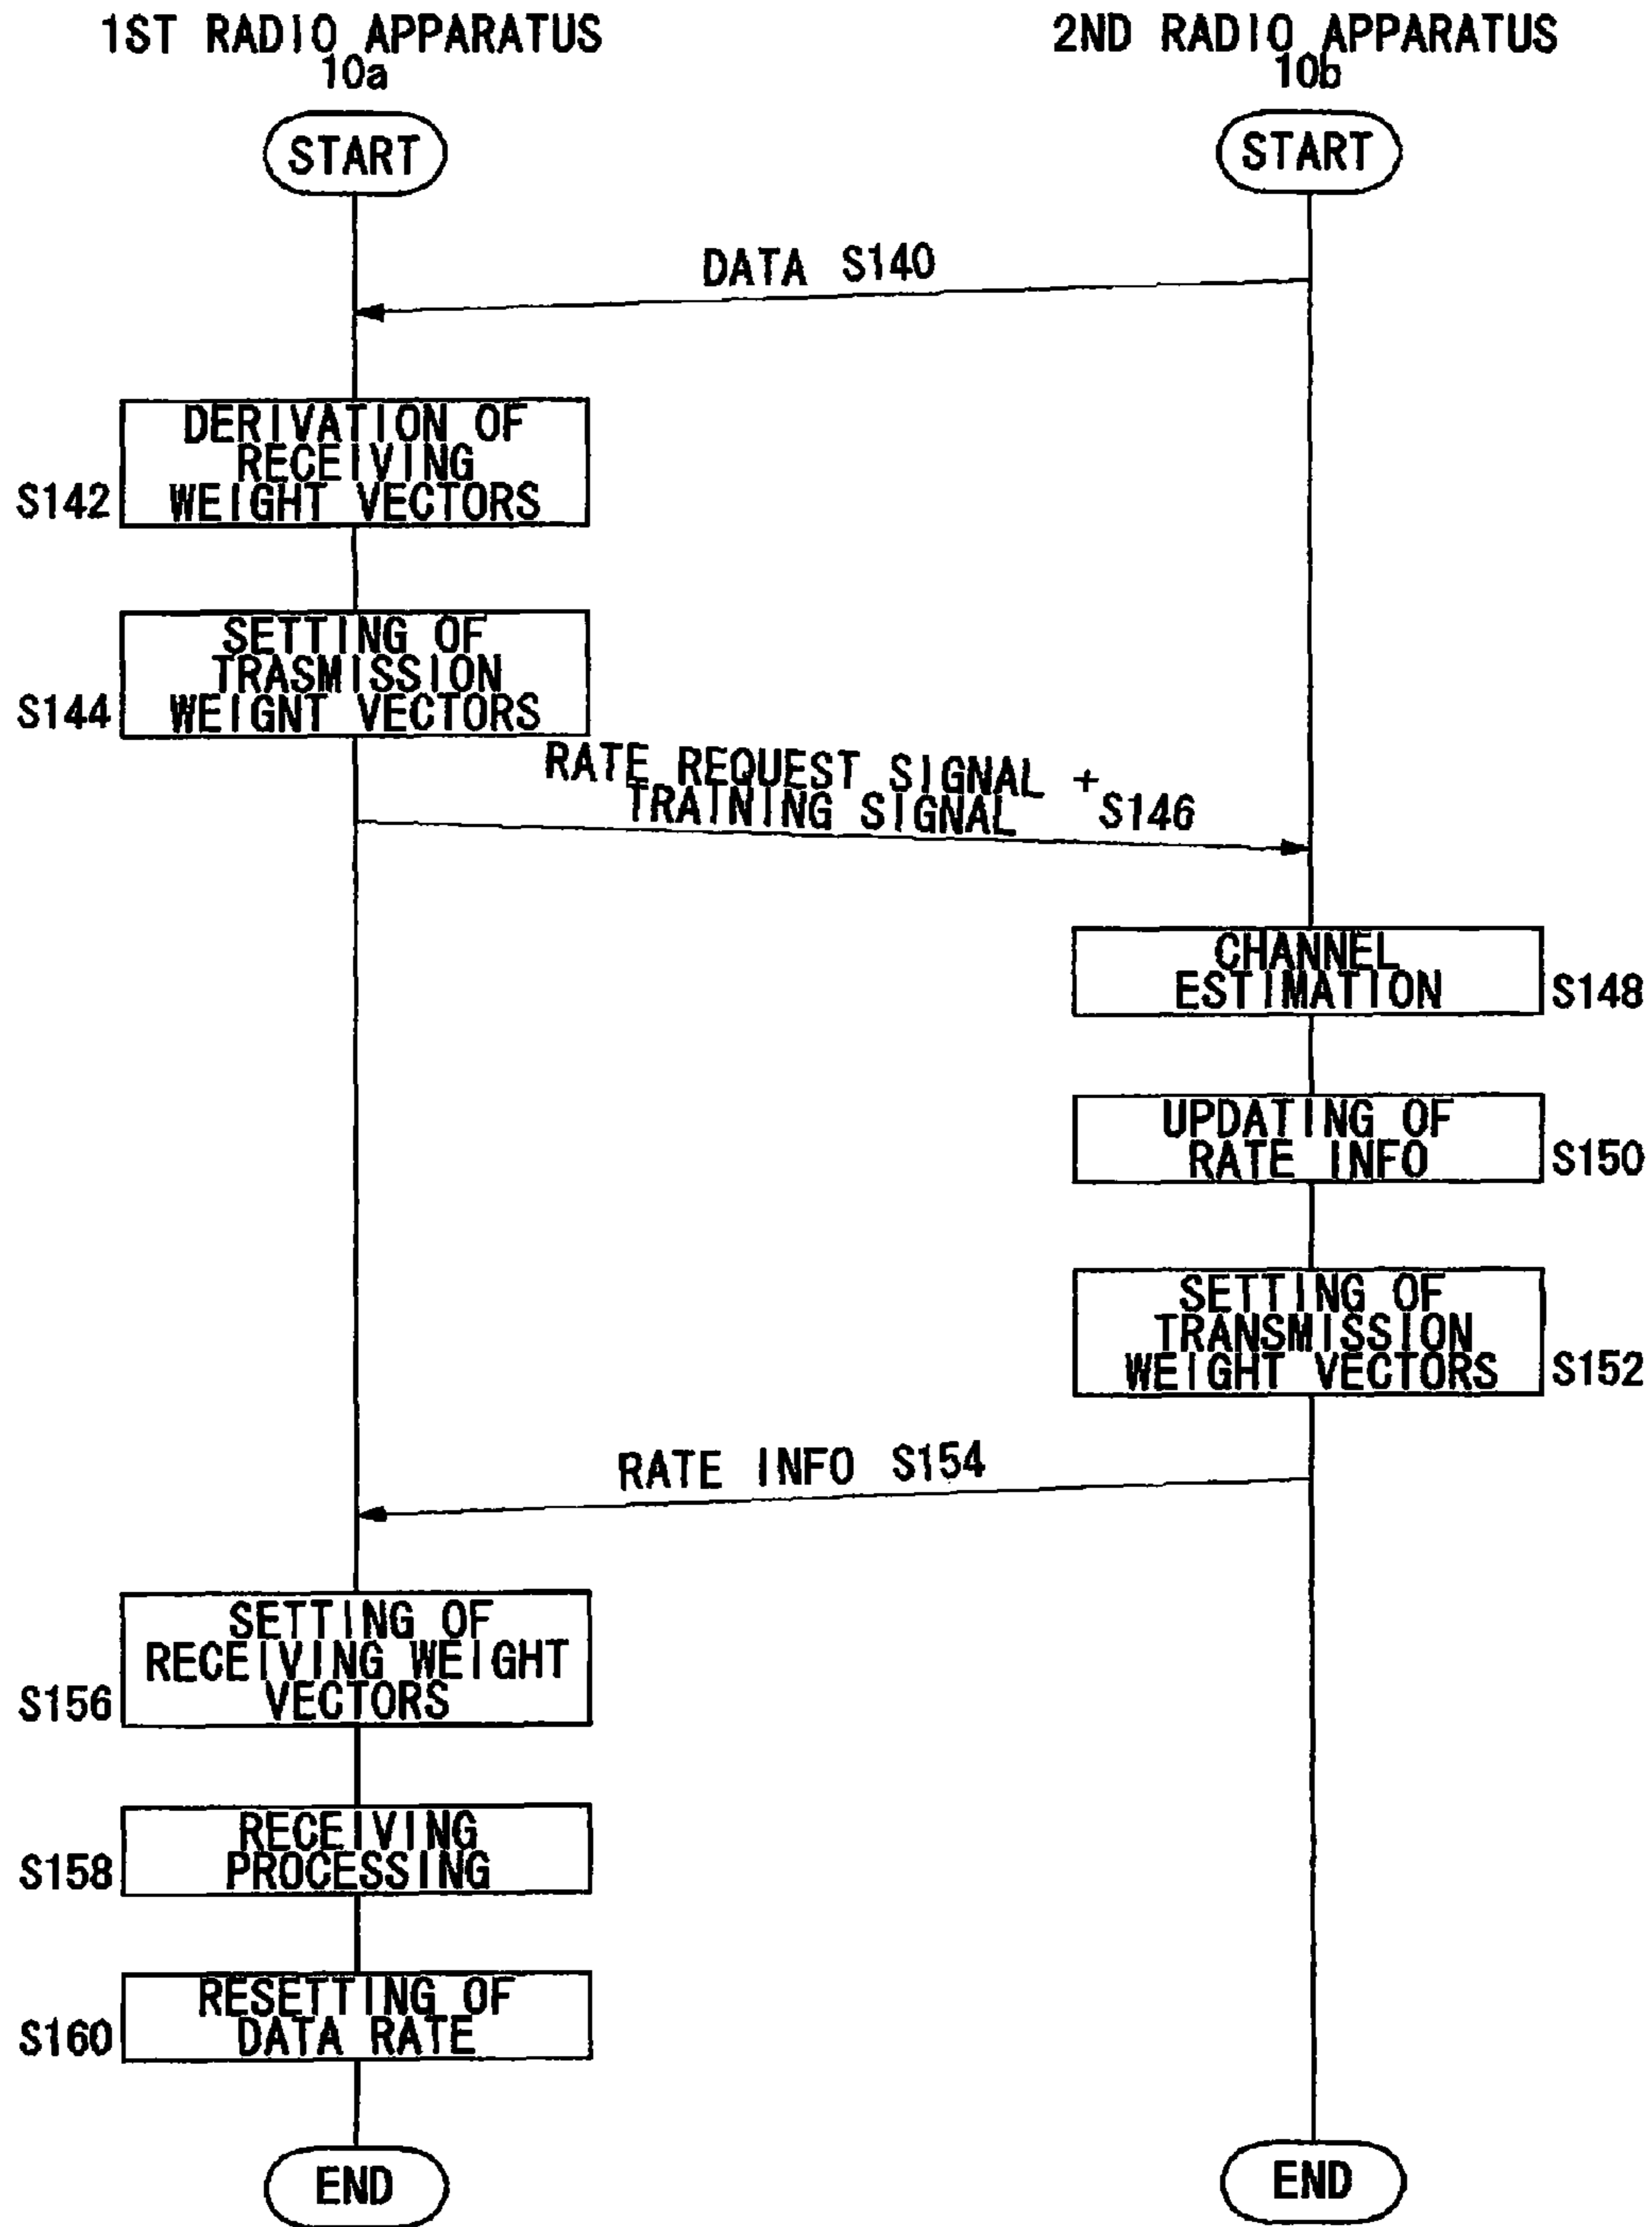 1ST RADIO APPARATUS
10a
2ND RADIO APPARATUS
10b
START
START
DATA S140
DERIVATION OF
RECEIVING
WEIGHT VECTORS
S142
SETTING OF
TRASMISSION
WEIGNT VECTORS
S144
RATE REQUEST SIGNAL +
TRAINING SIGNAL
S146
CHANNEL
ESTIMATION
S148
UPDATING OF
RATE INFO
S150
SETTING OF
TRANSMISSION
WEIGHT VECTORS
S152
RATE INFO S154
SETTING OF
RECEIVING WEIGHT
VECTORS
S156
RECEIVING
PROCESSING
S158
RESETTING OF
DATA RATE
S160
END
END